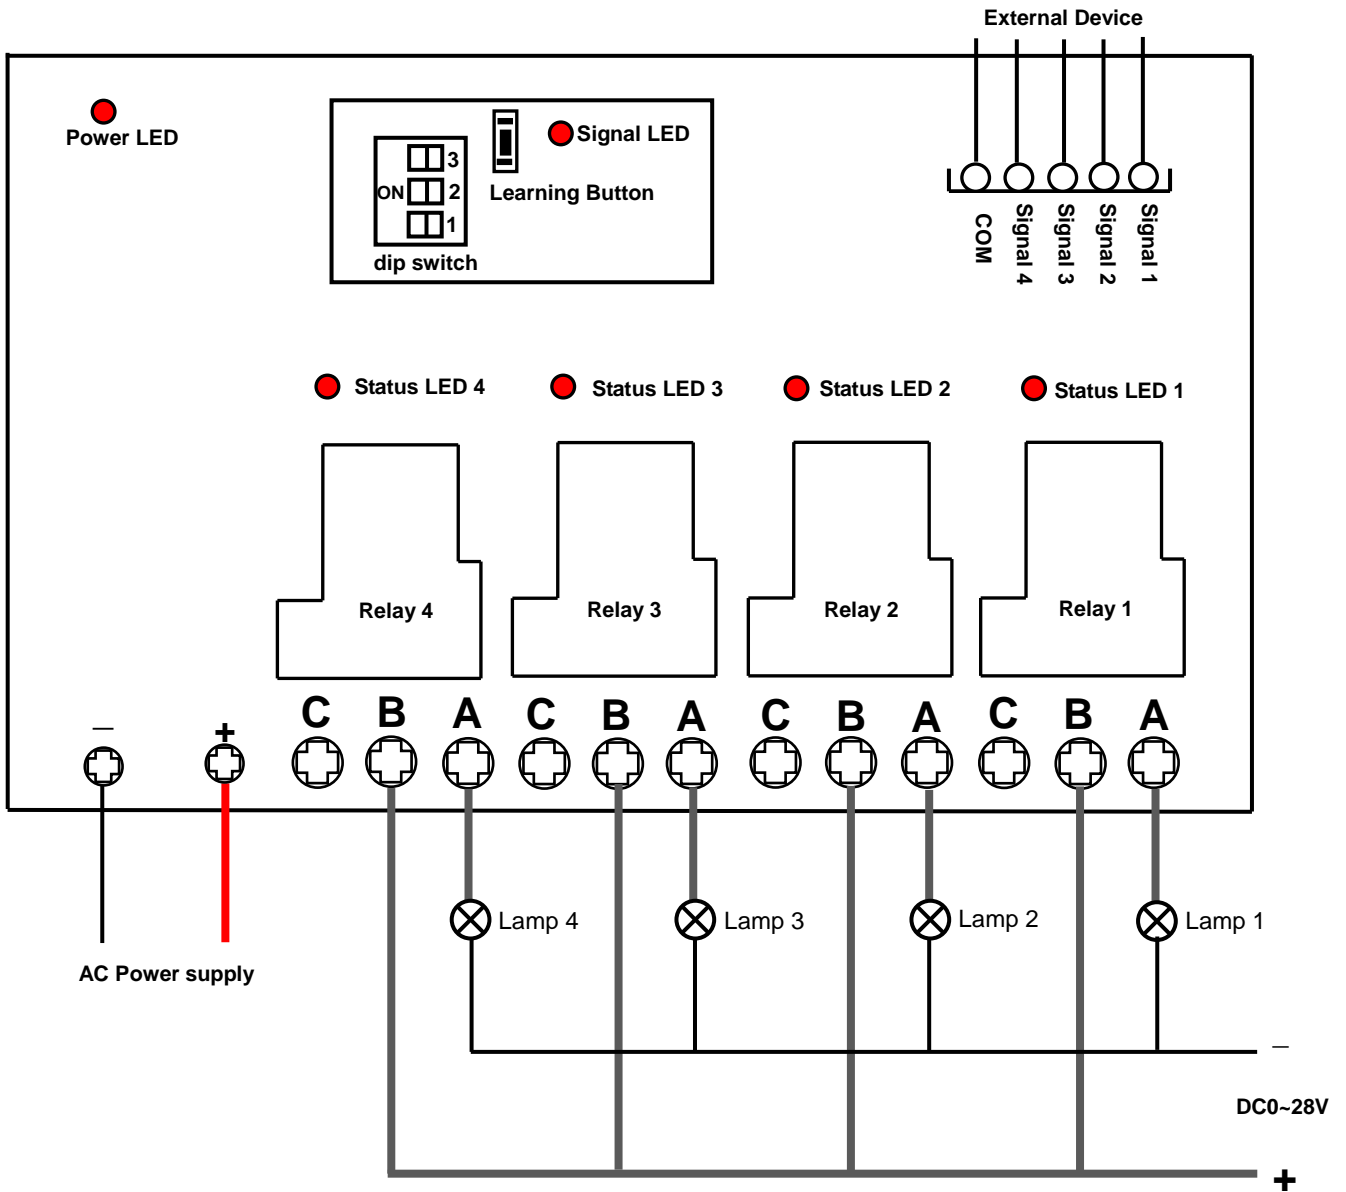 External Device
Power LED
Signal LED
3
ON
2
1
Learning Button
dip switch
COM
Signal 4
Signal 3
Signal 2
Signal 1
Status LED 4
Status LED 3
Status LED 2
Status LED 1
Relay 4
Relay 3
Relay 2
Relay 1
C B A C B A C B A C B A
– +
Lamp 4
Lamp 3
Lamp 2
Lamp 1
AC Power supply
–
DC0~28V
+